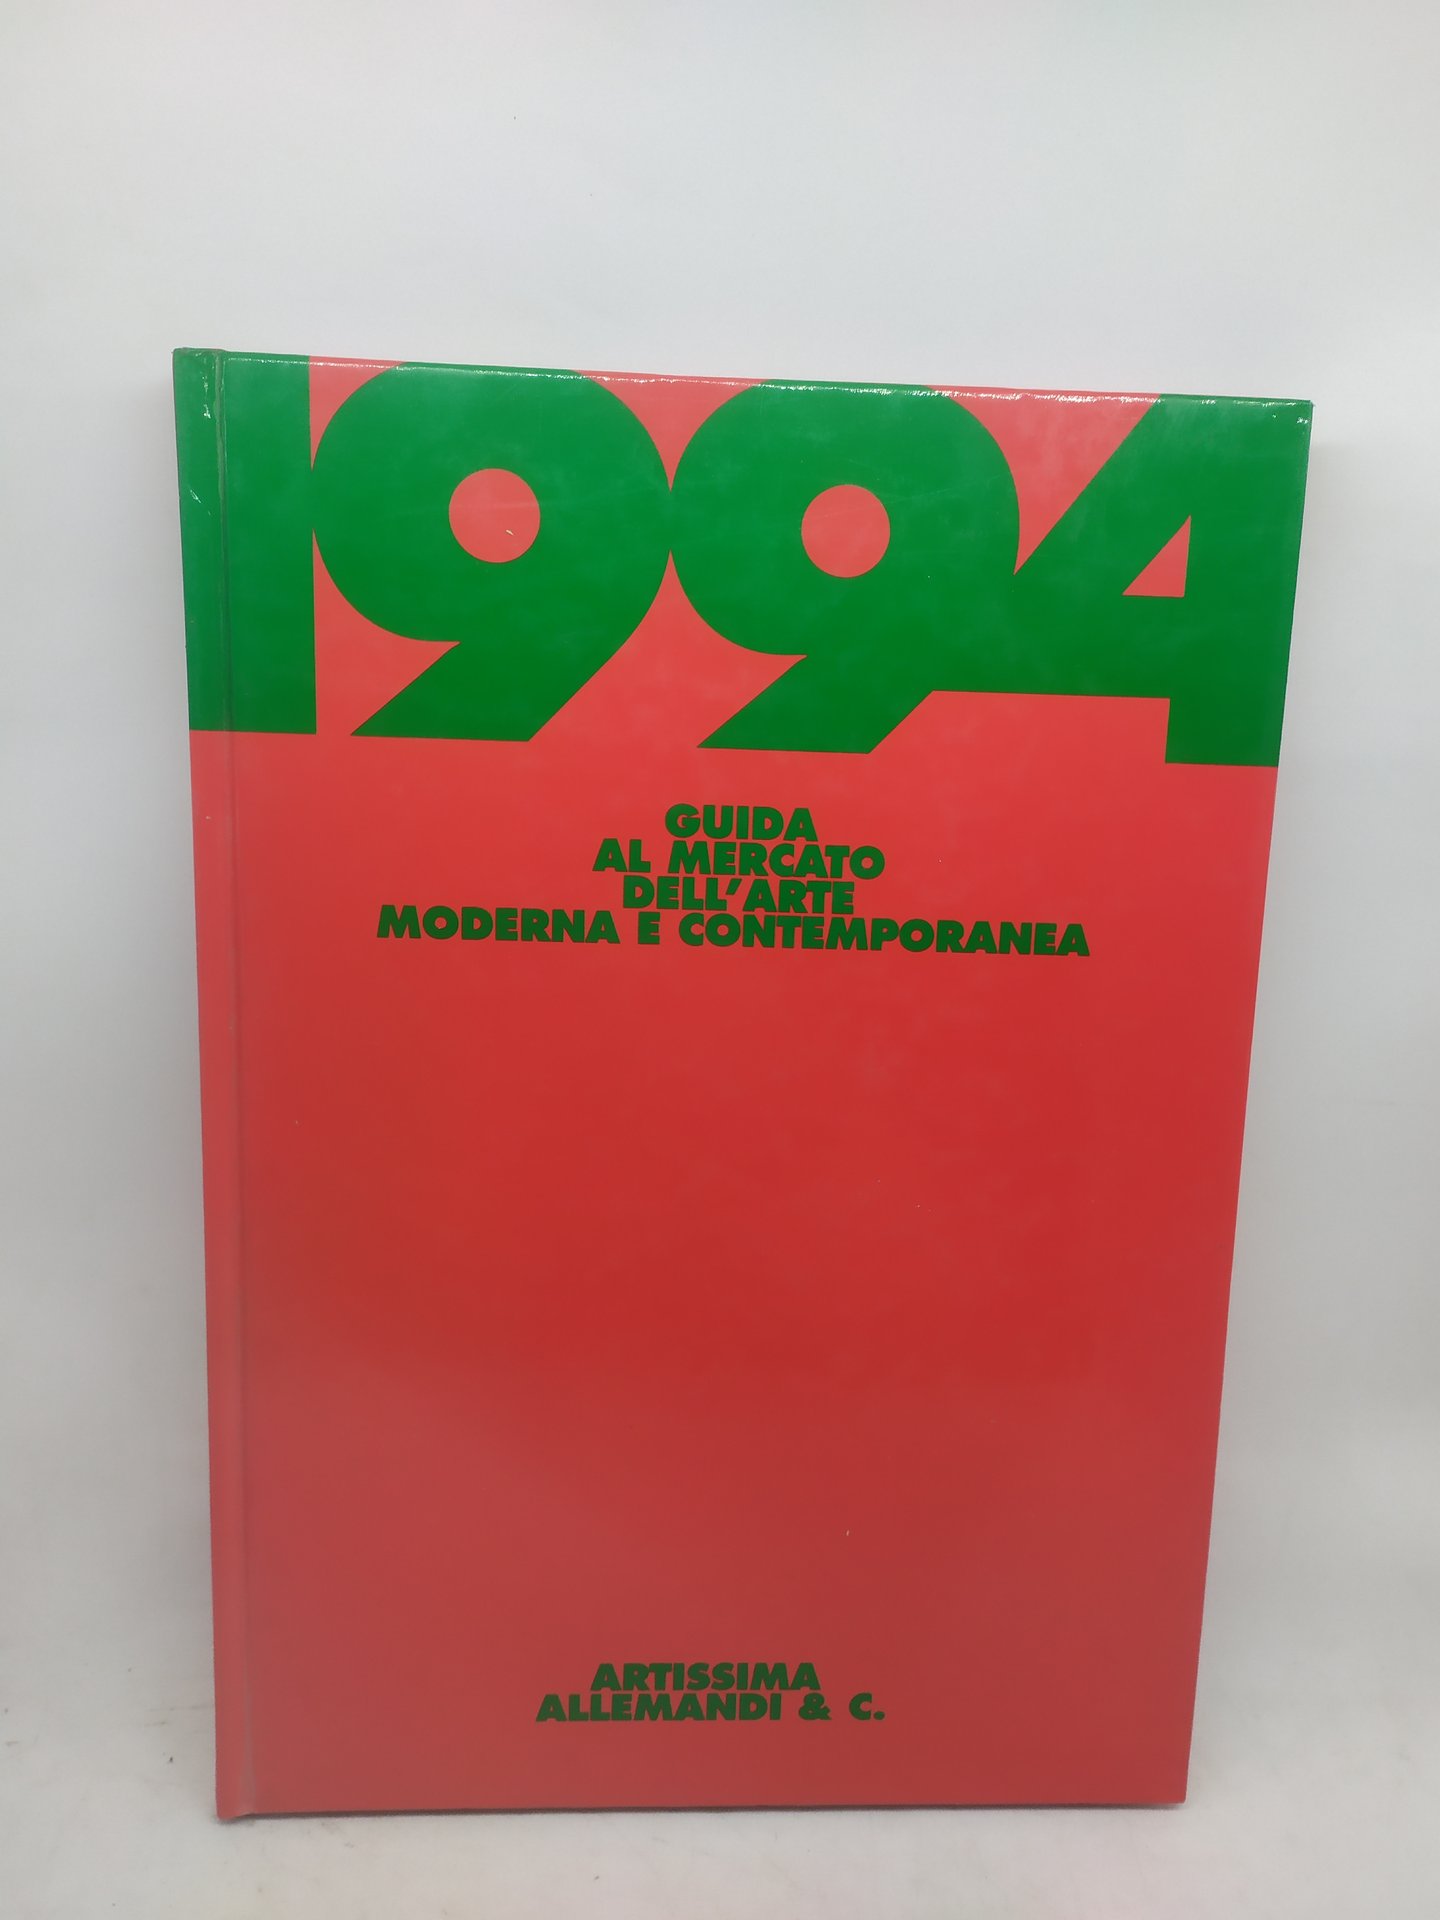 1994
GUIDA
AL MERCATO
DELL'ARTE
MODERNA E CONTEMPORANEA
ARTISSIMA
ALLEMANDI & C.